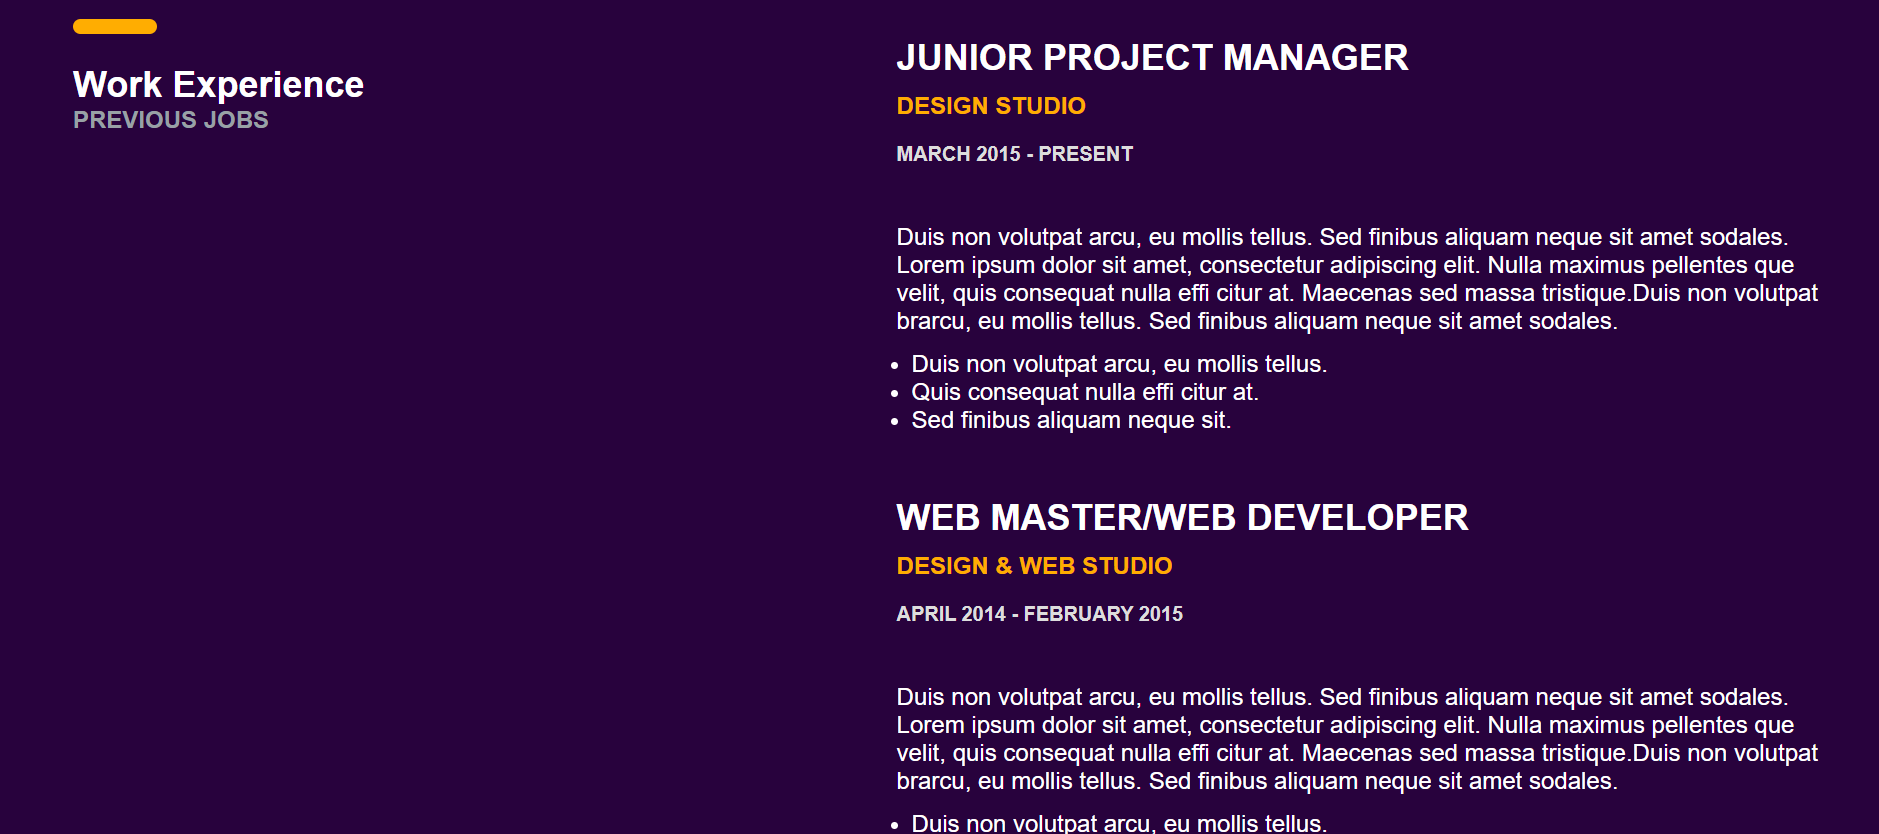 Work Experience
PREVIOUS JOBS
JUNIOR PROJECT MANAGER
DESIGN STUDIO
MARCH 2015 - PRESENT
Duis non volutpat arcu, eu mollis tellus. Sed finibus aliquam neque sit amet sodales.
Lorem ipsum dolor sit amet, consectetur adipiscing elit. Nulla maximus pellentes que
velit, quis consequat nulla effi citur at. Maecenas sed massa tristique.Duis non volutpat
brarcu, eu mollis tellus. Sed finibus aliquam neque sit amet sodales.
• Duis non volutpat arcu, eu mollis tellus.
• Quis consequat nulla effi citur at.
• Sed finibus aliquam neque sit.
WEB MASTER/WEB DEVELOPER
DESIGN & WEB STUDIO
APRIL 2014 - FEBRUARY 2015
Duis non volutpat arcu, eu mollis tellus. Sed finibus aliquam neque sit amet sodales.
Lorem ipsum dolor sit amet, consectetur adipiscing elit. Nulla maximus pellentes que
velit, quis consequat nulla effi citur at. Maecenas sed massa tristique.Duis non volutpat
brarcu, eu mollis tellus. Sed finibus aliquam neque sit amet sodales.
• Duis non volutpat arcu, eu mollis tellus.